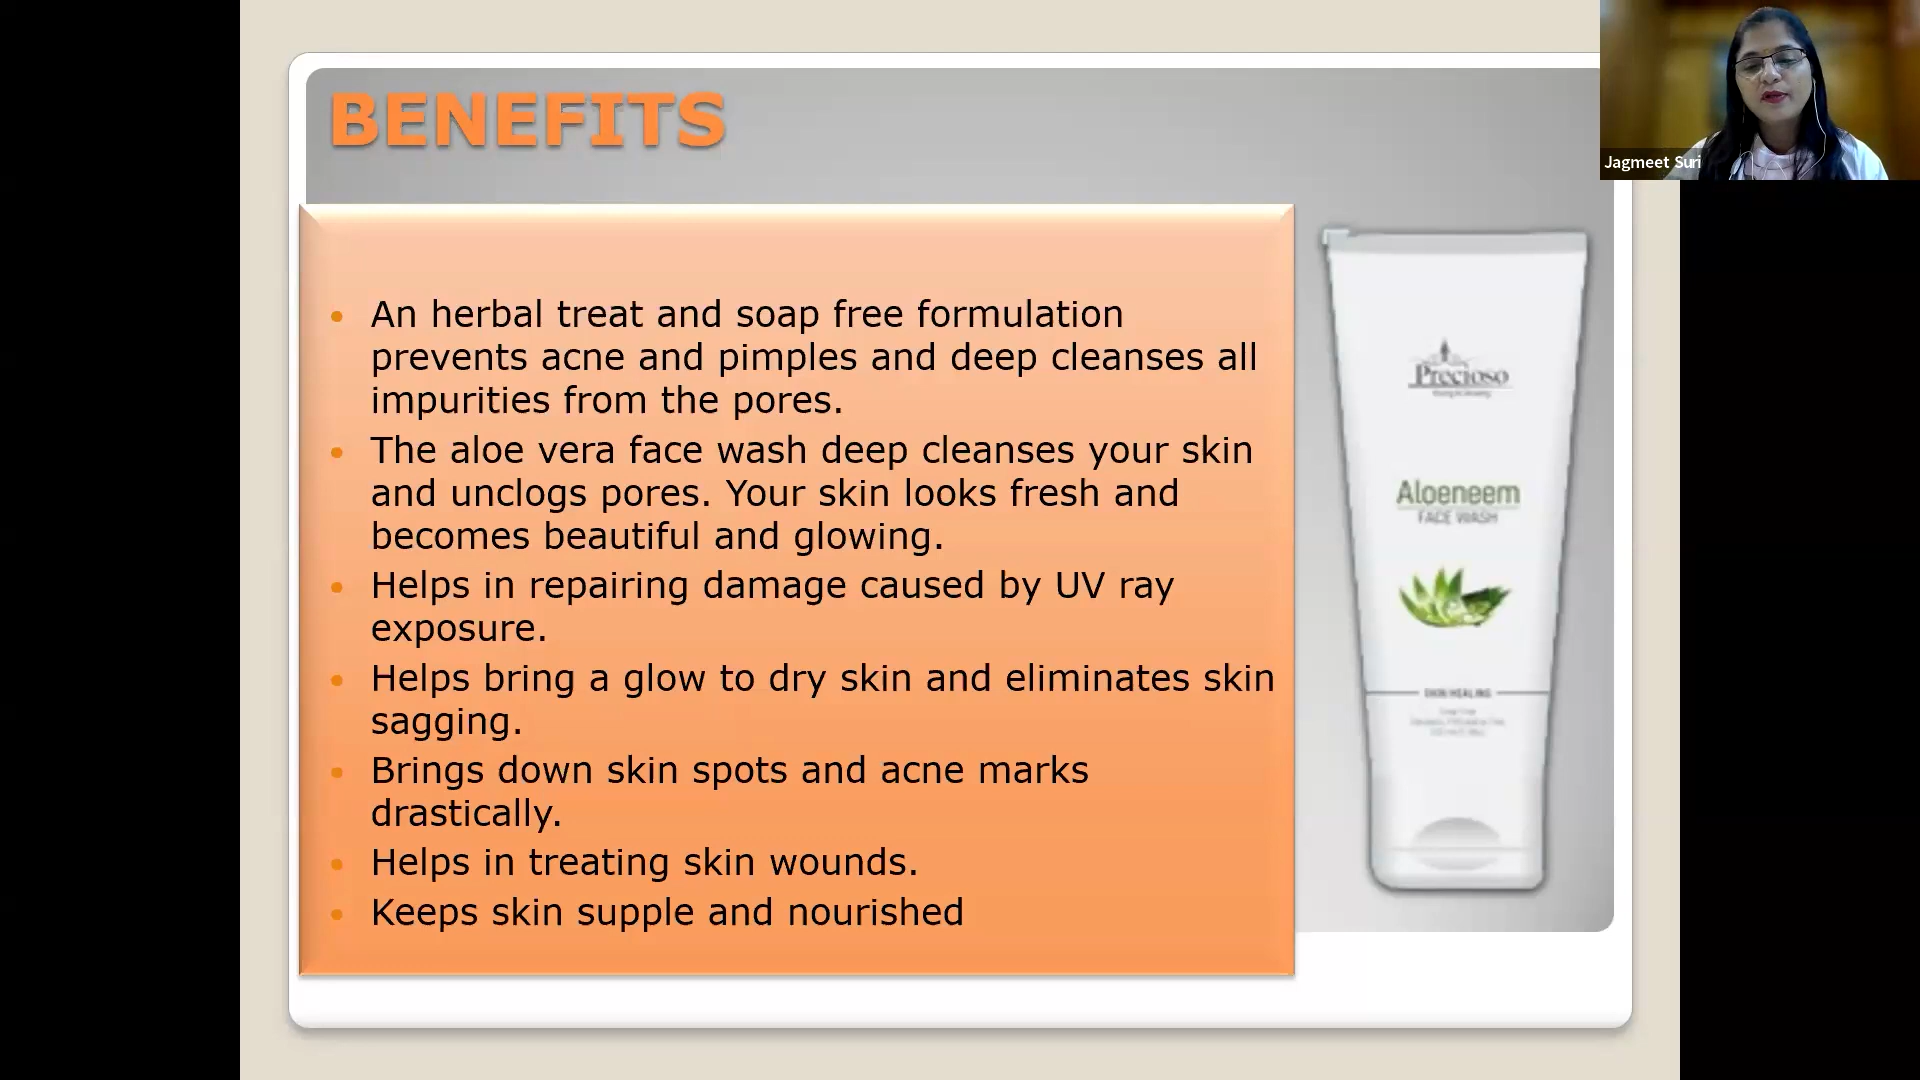 BENEFITS
Jagmeet Suri
An herbal treat and soap free formulation
prevents acne and pimples and deep cleanses all
impurities from the pores.
The aloe vera face wash deep cleanses your skin
and unclogs pores. Your skin looks fresh and
becomes beautiful and glowing.
Helps in repairing damage caused by UV ray
exposure.
Helps bring a glow to dry skin and eliminates skin
sagging.
Brings down skin spots and acne marks
drastically.
Helps in treating skin wounds.
Keeps skin supple and nourished
Precioso
Aloeneem
FACE WASH
SKIN HEALING